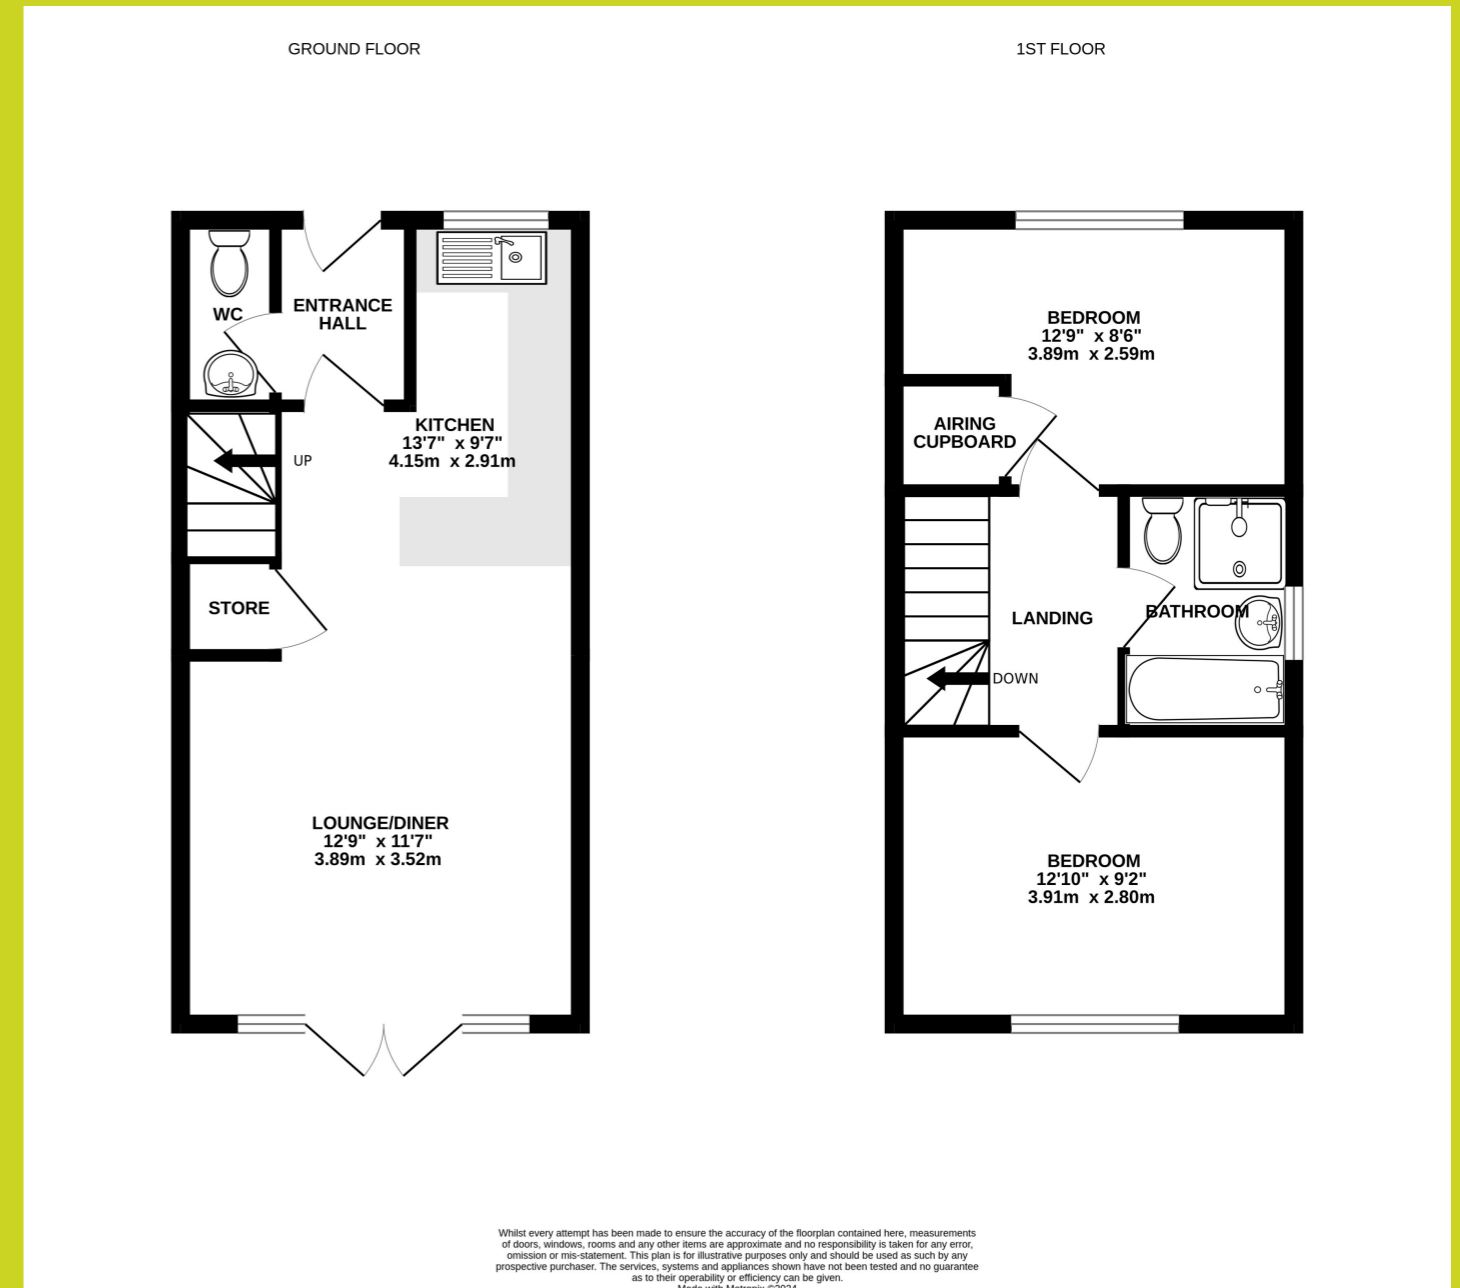 GROUND FLOOR
1ST FLOOR
WC
ENTRANCE
HALL
KITCHEN
13'7" x 9'7"
4.15m x 2.91m
UP
STORE
LOUNGE/DINER
12'9" x 11'7"
3.89m x 3.52m
BEDROOM
12'9" x 8'6"
3.89m x 2.59m
AIRING
CUPBOARD
LANDING
BATHROOM
DOWN
BEDROOM
12'10" x 9'2"
3.91m x 2.80m
Whilst every attempt has been made to ensure the accuracy of the floorplan contained here, measurements
of doors, windows, rooms and any other items are approximate and no responsibility is taken for any error,
omission or mis-statement. This plan is for illustrative purposes only and should be used as such by any
prospective purchaser. The services, systems and appliances shown have not been tested and no guarantee
as to their operability or efficiency can be given.
Made with Metropix ©2024